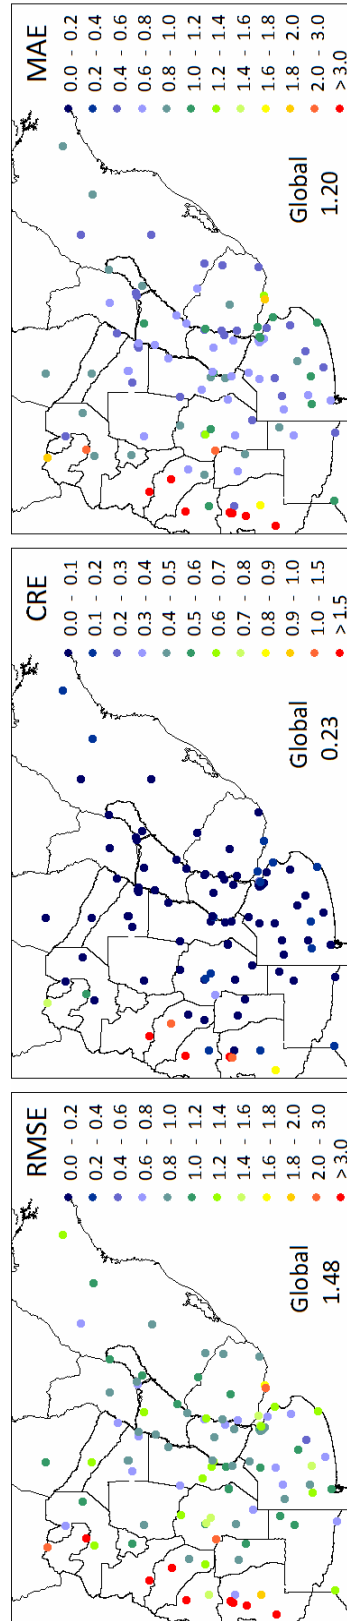 RMSE
0.0 - 0.2
0.2 - 0.4
0.4 - 0.6
0.6 - 0.8
0.8 - 1.0
1.0 - 1.2
1.2 - 1.4
1.4 - 1.6
1.6 - 1.8
1.8 - 2.0
2.0 - 3.0
> 3.0
Global
1.48
CRE
0.0 - 0.1
0.1 - 0.2
0.2 - 0.3
0.3 - 0.4
0.4 - 0.5
0.5 - 0.6
0.6 - 0.7
0.7 - 0.8
0.8 - 0.9
0.9 - 1.0
1.0 - 1.5
> 1.5
Global
0.23
MAE
0.0 - 0.2
0.2 - 0.4
0.4 - 0.6
0.6 - 0.8
0.8 - 1.0
1.0 - 1.2
1.2 - 1.4
1.4 - 1.6
1.6 - 1.8
1.8 - 2.0
2.0 - 3.0
> 3.0
Global
1.20